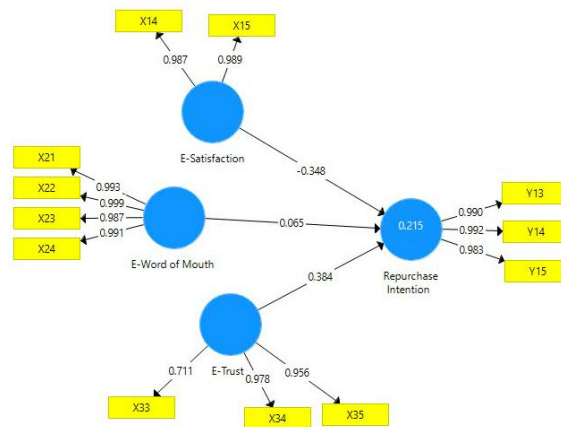 X14
X15
0.987
0.989
E-Satisfaction
-0.348
X21
X22
X23
X24
0.993
0.999
0.987
0.991
E-Word of Mouth
0.065
0.215
Repurchase
Intention
0.990
0.992
0.983
Y13
Y14
Y15
0.384
E-Trust
0.711
0.978
0.956
X33
X34
X35